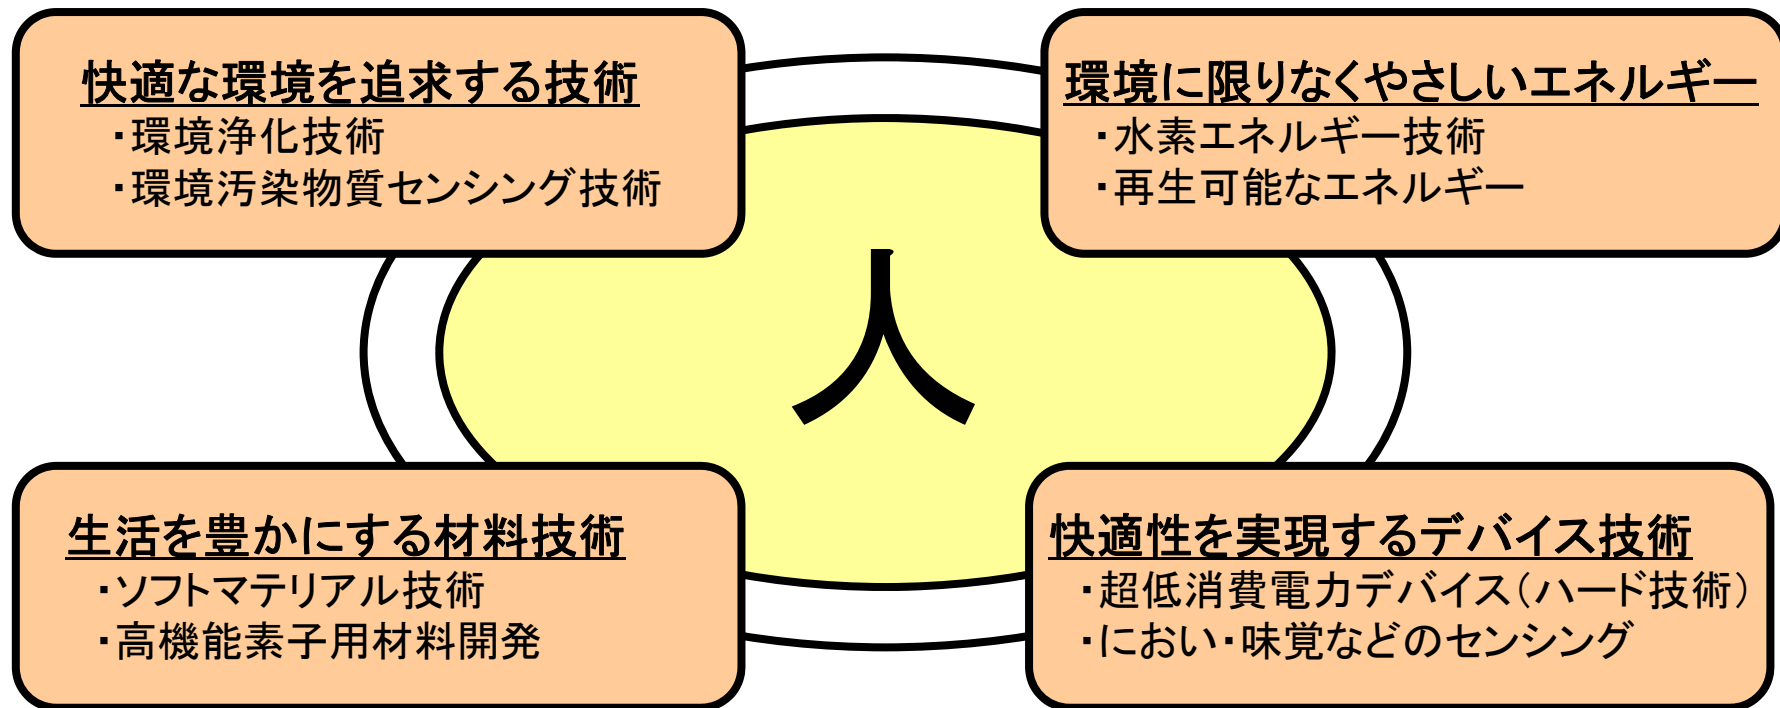 快適な環境を追求する技術
・環境浄化技術
・環境汚染物質センシング技術
環境に限りなくやさしいエネルギー
・水素エネルギー技術
・再生可能なエネルギー
人
生活を豊かにする材料技術
・ソフトマテリアル技術
・高機能素子用材料開発
快適性を実現するデバイス技術
・超低消費電力デバイス(ハード技術)
・におい・味覚などのセンシング